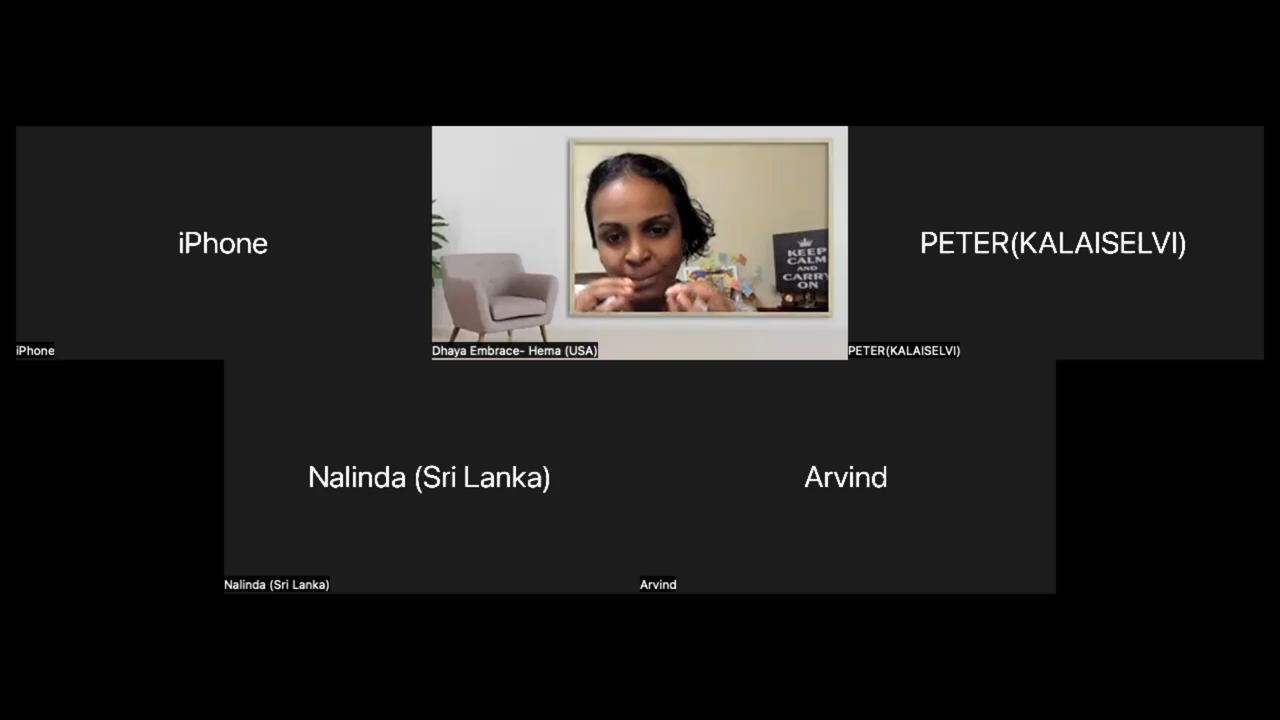 iPhone
KEEP
CALM
AND
CARRY
ON
PETER(KALAISELVI)
iPhone
Dhaya Embrace- Hema (USA)
PETER(KALAISELVI)
Nalinda (Sri Lanka)
Arvind
Nalinda (Sri Lanka)
Arvind